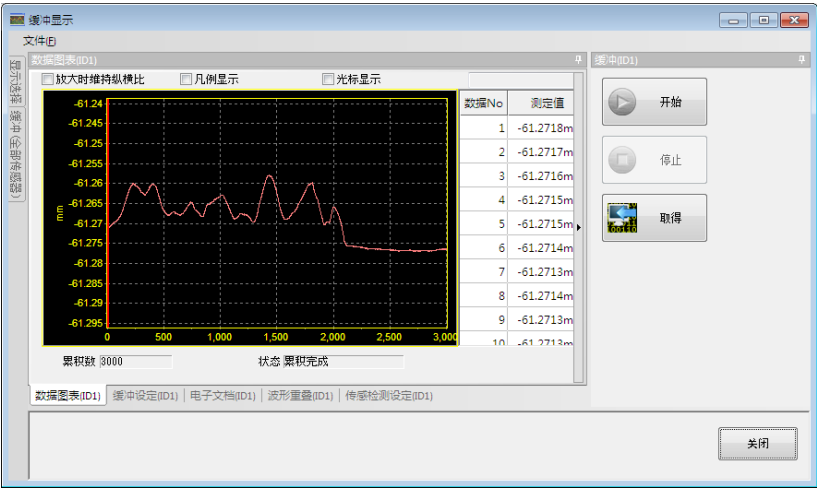 缓冲显示
文件(F)
显示选择
缓冲（全部传感器）
数据图表(ID1)
放大时维持纵横比 凡例显示 光标显示
-61.24
-61.245
-61.25
-61.255
-61.26
-61.265
-61.27
-61.275
-61.28
-61.285
-61.29
-61.295
mm
0 500 1,000 1,500 2,000 2,500 3,000
数据No 测定值
1 -61.2718m
2 -61.2717m
3 -61.2716m
4 -61.2715m
5 -61.2715m
6 -61.2714m
7 -61.2713m
8 -61.2714m
9 -61.2713m
10 -61.2713m
累积数 3000 状态 累积完成
数据图表(ID1) 缓冲设定(ID1) 电子文档(ID1) 波形重叠(ID1) 传感检测设定(ID1)
缓冲(ID1)
开始
停止
取得
关闭